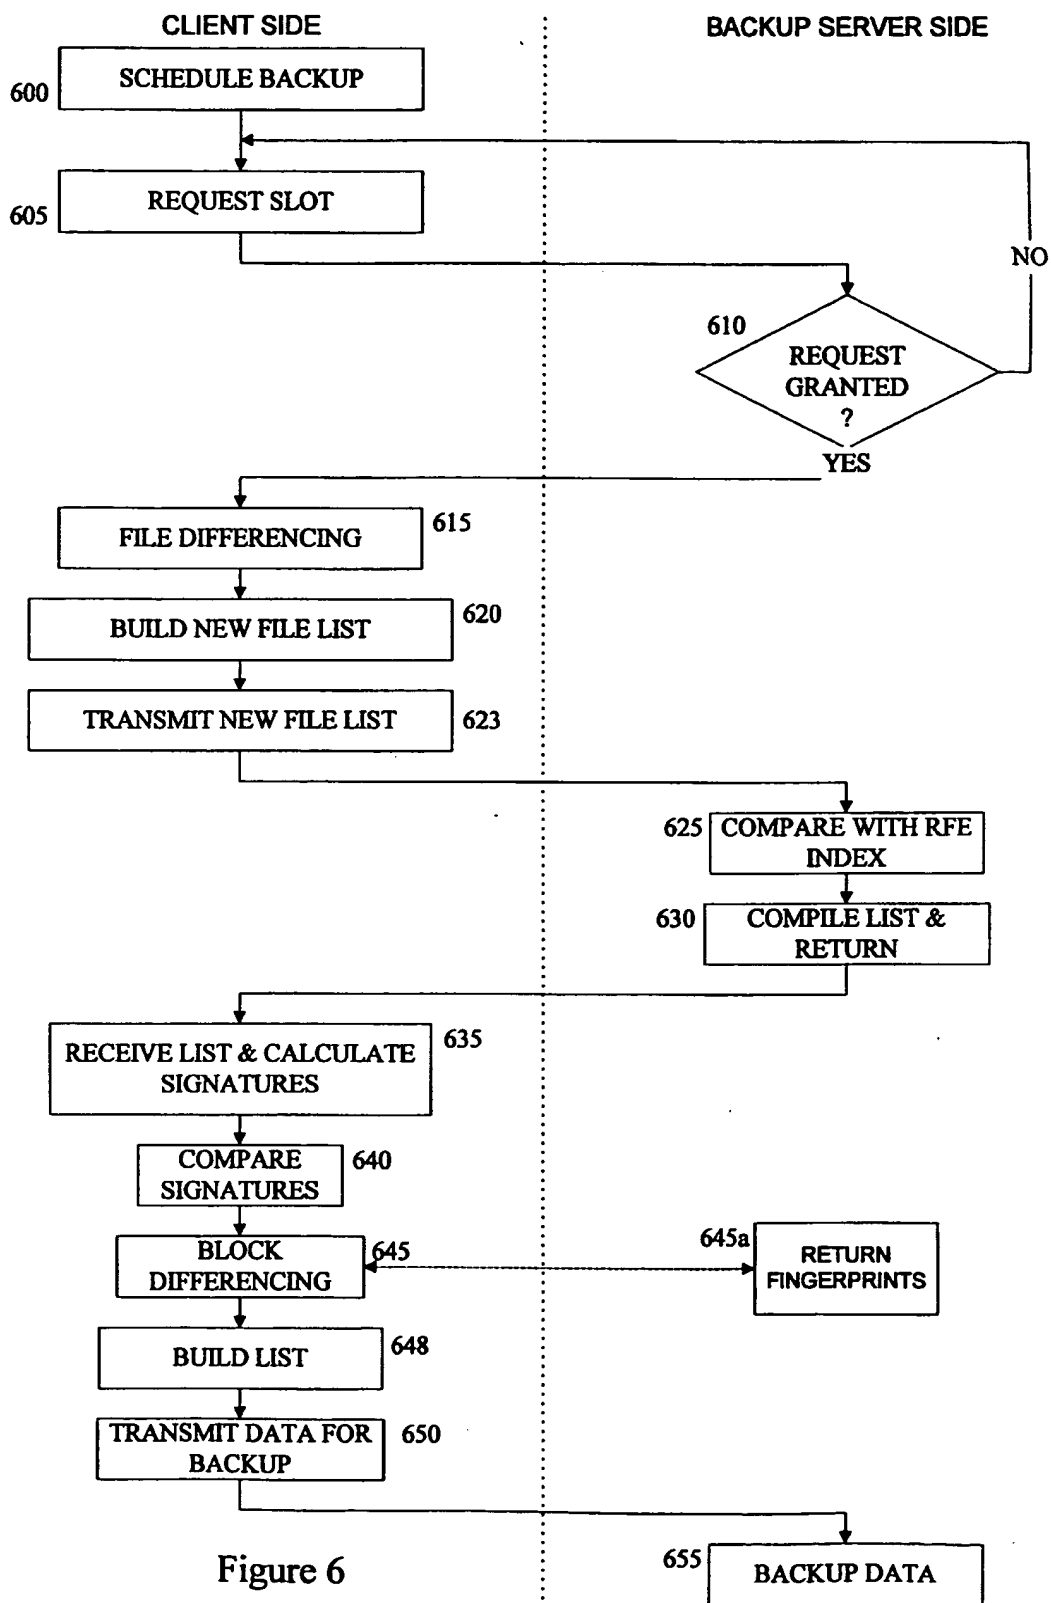 CLIENT SIDE
BACKUP SERVER SIDE
600
SCHEDULE BACKUP
605
REQUEST SLOT
NO
610
REQUEST
GRANTED
?
YES
FILE DIFFERENCING
615
BUILD NEW FILE LIST
620
TRANSMIT NEW FILE LIST
623
625
COMPARE WITH RFE
INDEX
630
COMPILE LIST &
RETURN
RECEIVE LIST & CALCULATE
SIGNATURES
635
COMPARE
SIGNATURES
640
BLOCK
DIFFERENCING
645
645a
RETURN
FINGERPRINTS
BUILD LIST
648
TRANSMIT DATA FOR
BACKUP
650
655
BACKUP DATA
Figure 6